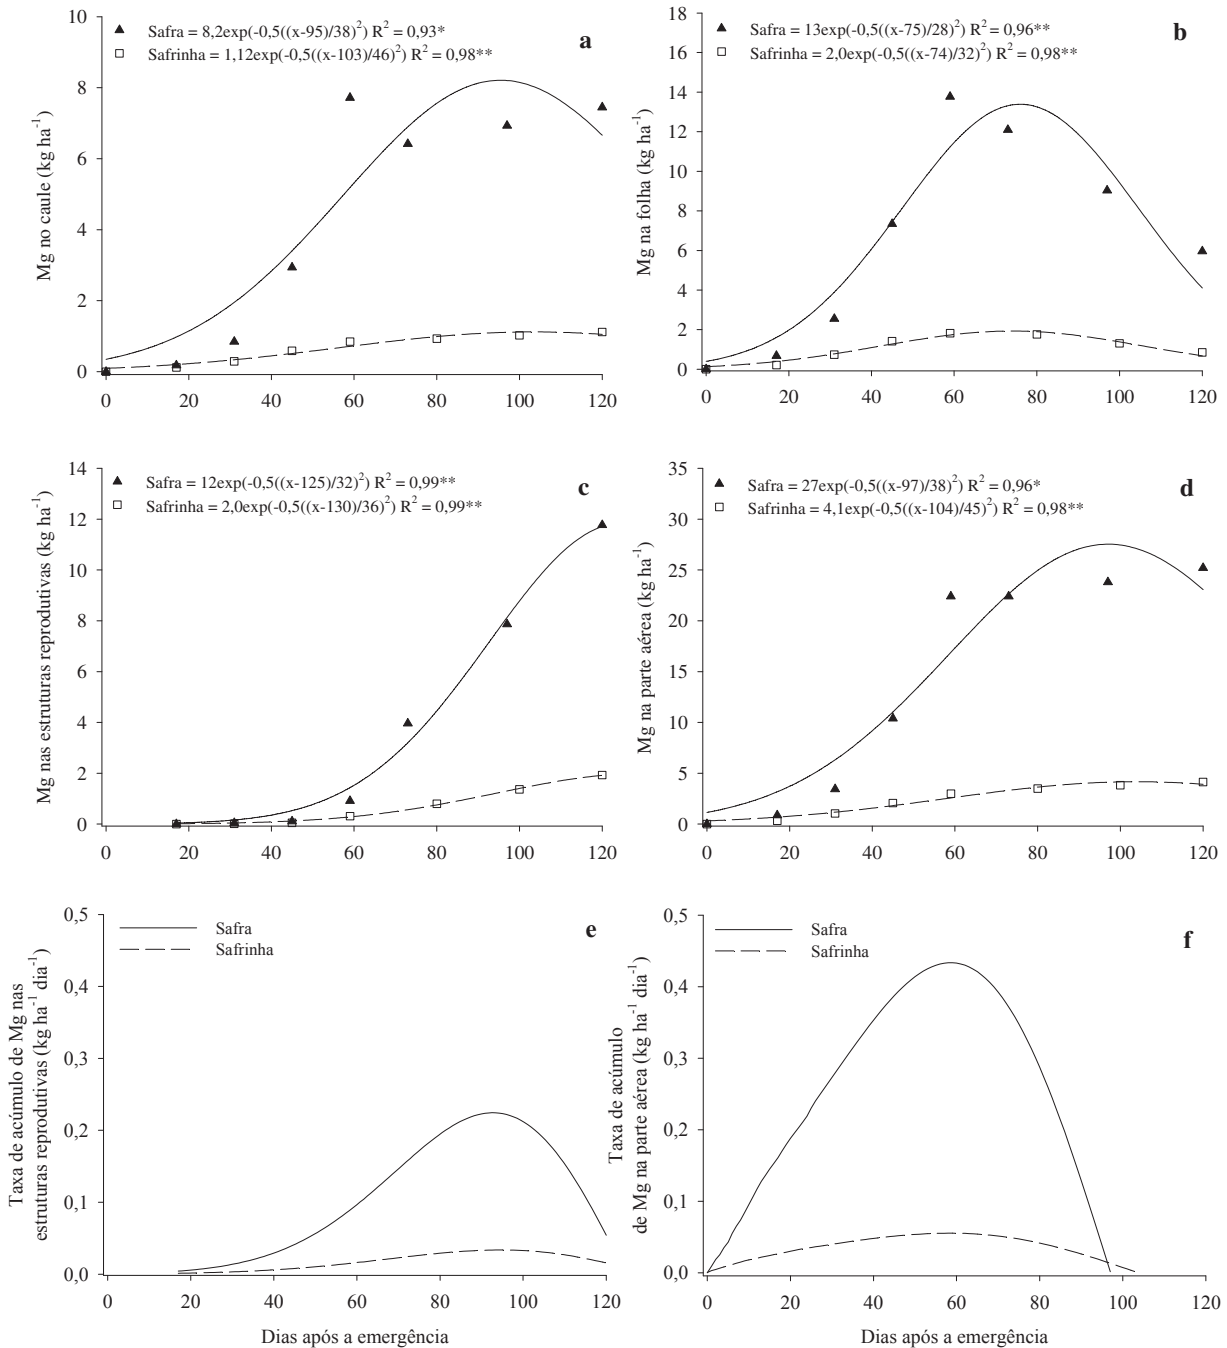 Safra = 8,2exp(-0,5((x-95)/38)²) R² = 0,93*
Safrinha = 1,12exp(-0,5((x-103)/46)²) R² = 0,98**
a
Mg no caule (kg ha⁻¹)
10
8
6
4
2
0
0 20 40 60 80 100 120
Safra = 13exp(-0,5((x-75)/28)²) R² = 0,96**
Safrinha = 2,0exp(-0,5((x-74)/32)²) R² = 0,98**
b
Mg na folha (kg ha⁻¹)
18
16
14
12
10
8
6
4
2
0
0 20 40 60 80 100 120
Safra = 12exp(-0,5((x-125)/32)²) R² = 0,99**
Safrinha = 2,0exp(-0,5((x-130)/36)²) R² = 0,99**
c
Mg nas estruturas reprodutivas (kg ha⁻¹)
14
12
10
8
6
4
2
0
0 20 40 60 80 100 120
Safra = 27exp(-0,5((x-97)/38)²) R² = 0,96*
Safrinha = 4,1exp(-0,5((x-104)/45)²) R² = 0,98**
d
Mg na parte aérea (kg ha⁻¹)
35
30
25
20
15
10
5
0
0 20 40 60 80 100 120
Safra
Safrinha
e
Taxa de acúmulo de Mg nas
estruturas reprodutivas (kg ha⁻¹ dia⁻¹)
0,5
0,4
0,3
0,2
0,1
0,0
0 20 40 60 80 100 120
Dias após a emergência
Safra
Safrinha
f
Taxa de acúmulo
de Mg na parte aérea (kg ha⁻¹ dia⁻¹)
0,5
0,4
0,3
0,2
0,1
0,0
0 20 40 60 80 100 120
Dias após a emergência